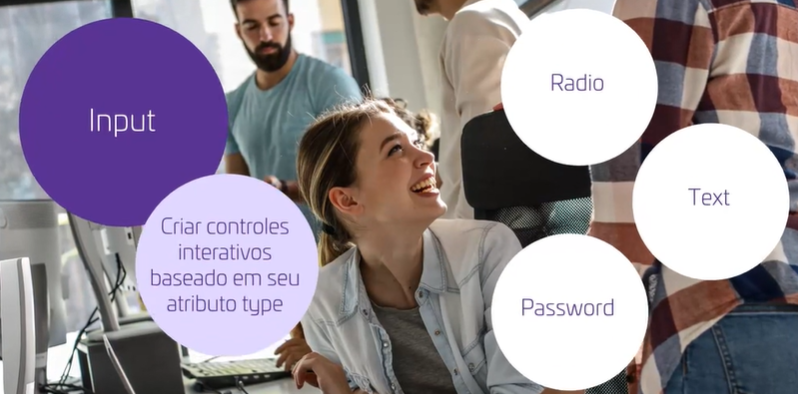 Input
Criar controles
interativos
baseado em seu
atributo type
Radio
Text
Password